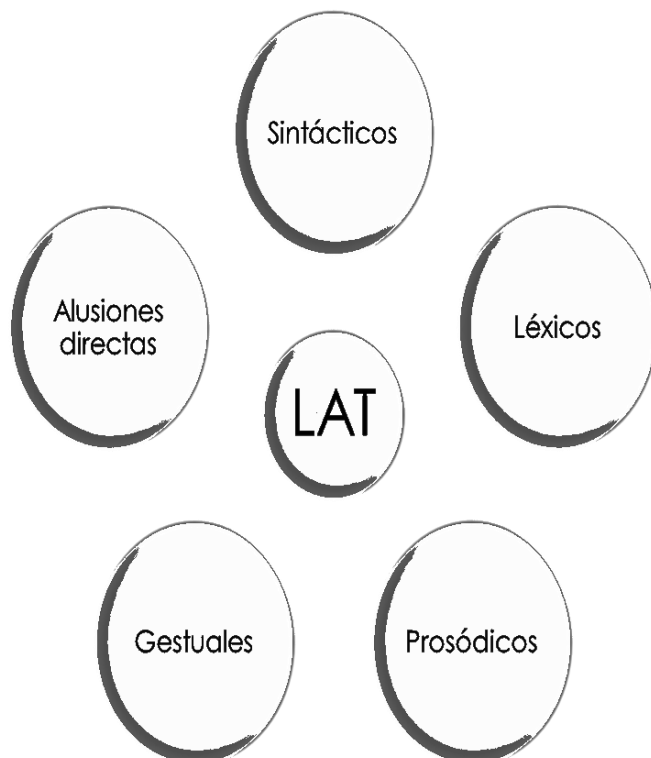 Sintácticos
Alusiones
directas
Léxicos
LAT
Gestuales
Prosódicos